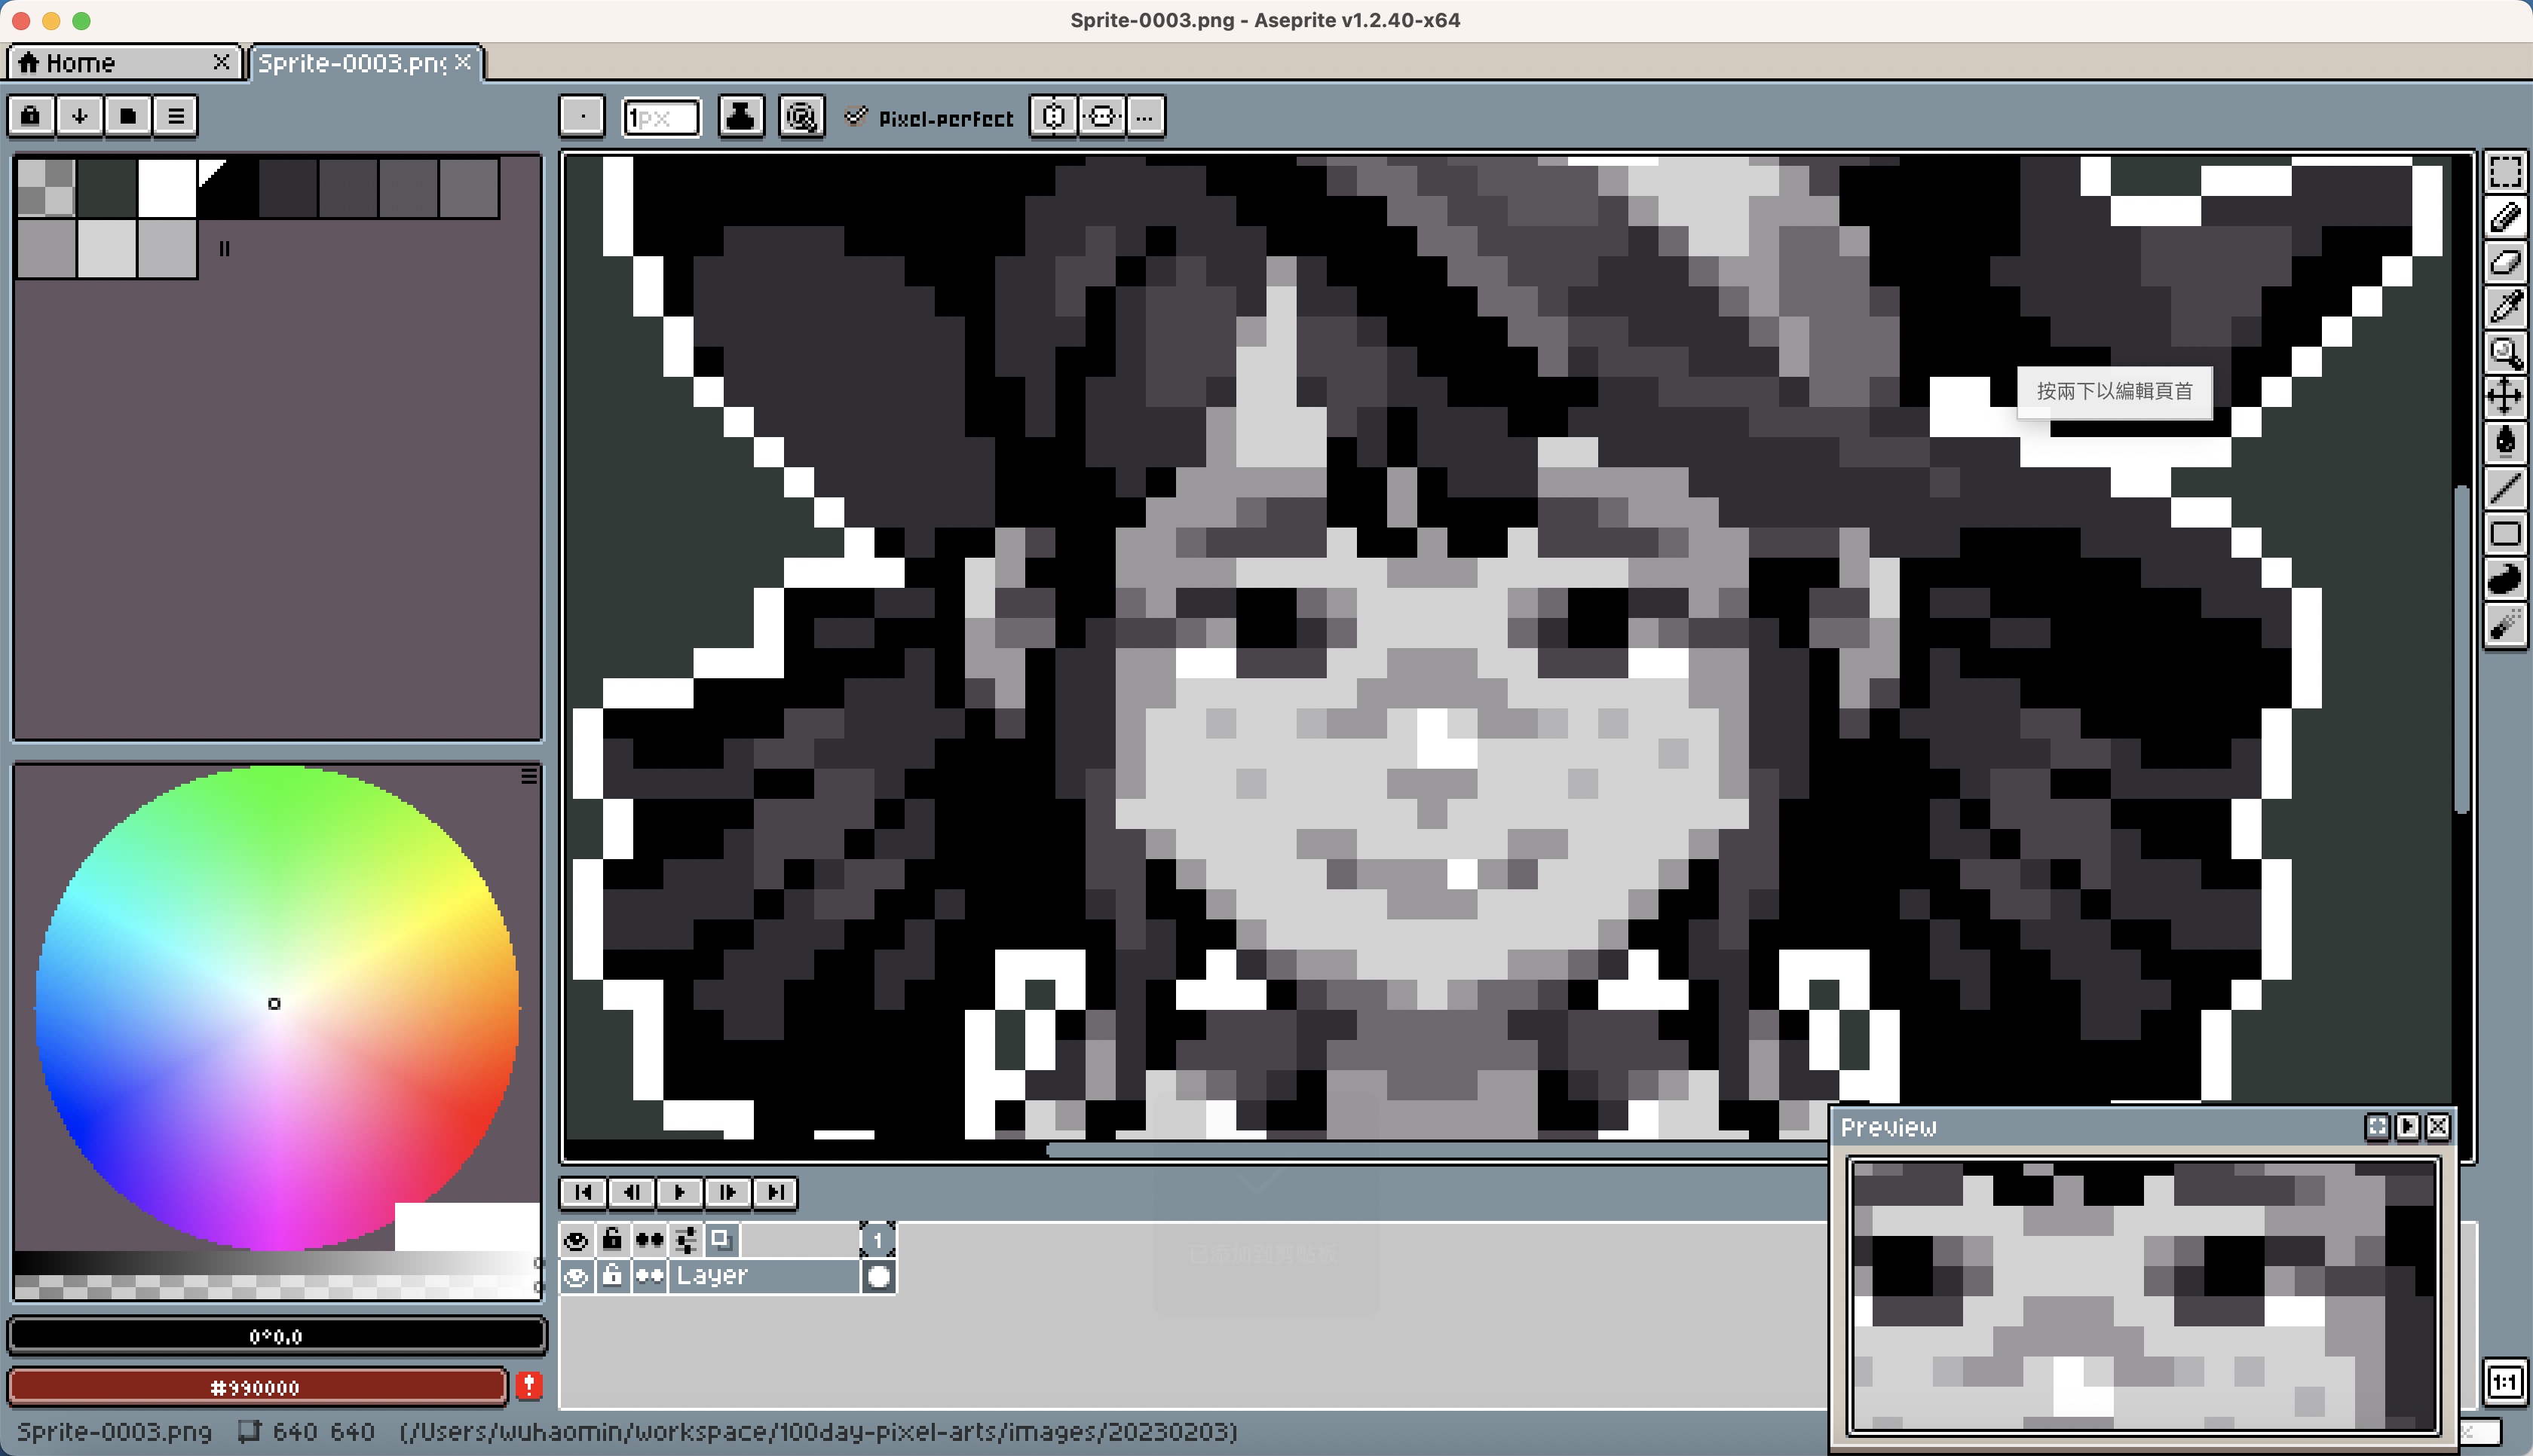 Sprite-0003.png - Aseprite v1.2.40-x64
Home
Sprite-0003.png
1px
Pixel-perfect
...
按兩下以編輯頁首
Preview
1
Layer
0°0,0
#990000
1:1
Sprite-0003.png 640 640 (/Users/wuhaomin/workspace/100day-pixel-arts/images/20230203)